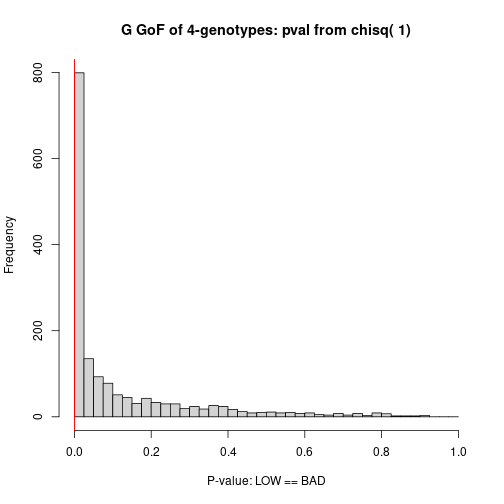 G GoF of 4-genotypes: pval from chisq( 1)
800
600
400
200
0
Frequency
0.0 0.2 0.4 0.6 0.8 1.0
P-value: LOW == BAD